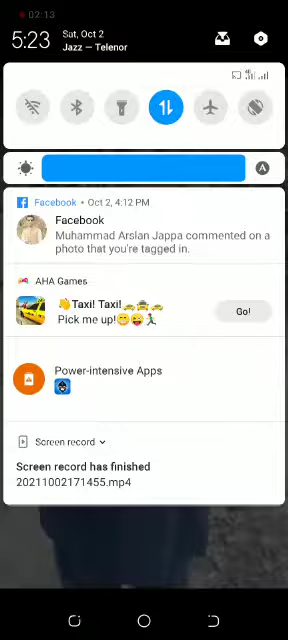 02:13
5:23
Sat, Oct 2
Jazz — Telenor
Facebook • Oct 2, 4:12 PM
Facebook
Muhammad Arslan Jappa commented on a
photo that you're tagged in.
AHA Games
👋Taxi! Taxi!🚕🚖🚕
Pick me up!😁😜🏃
Go!
Power-intensive Apps
Screen record
Screen record has finished
20211002171455.mp4